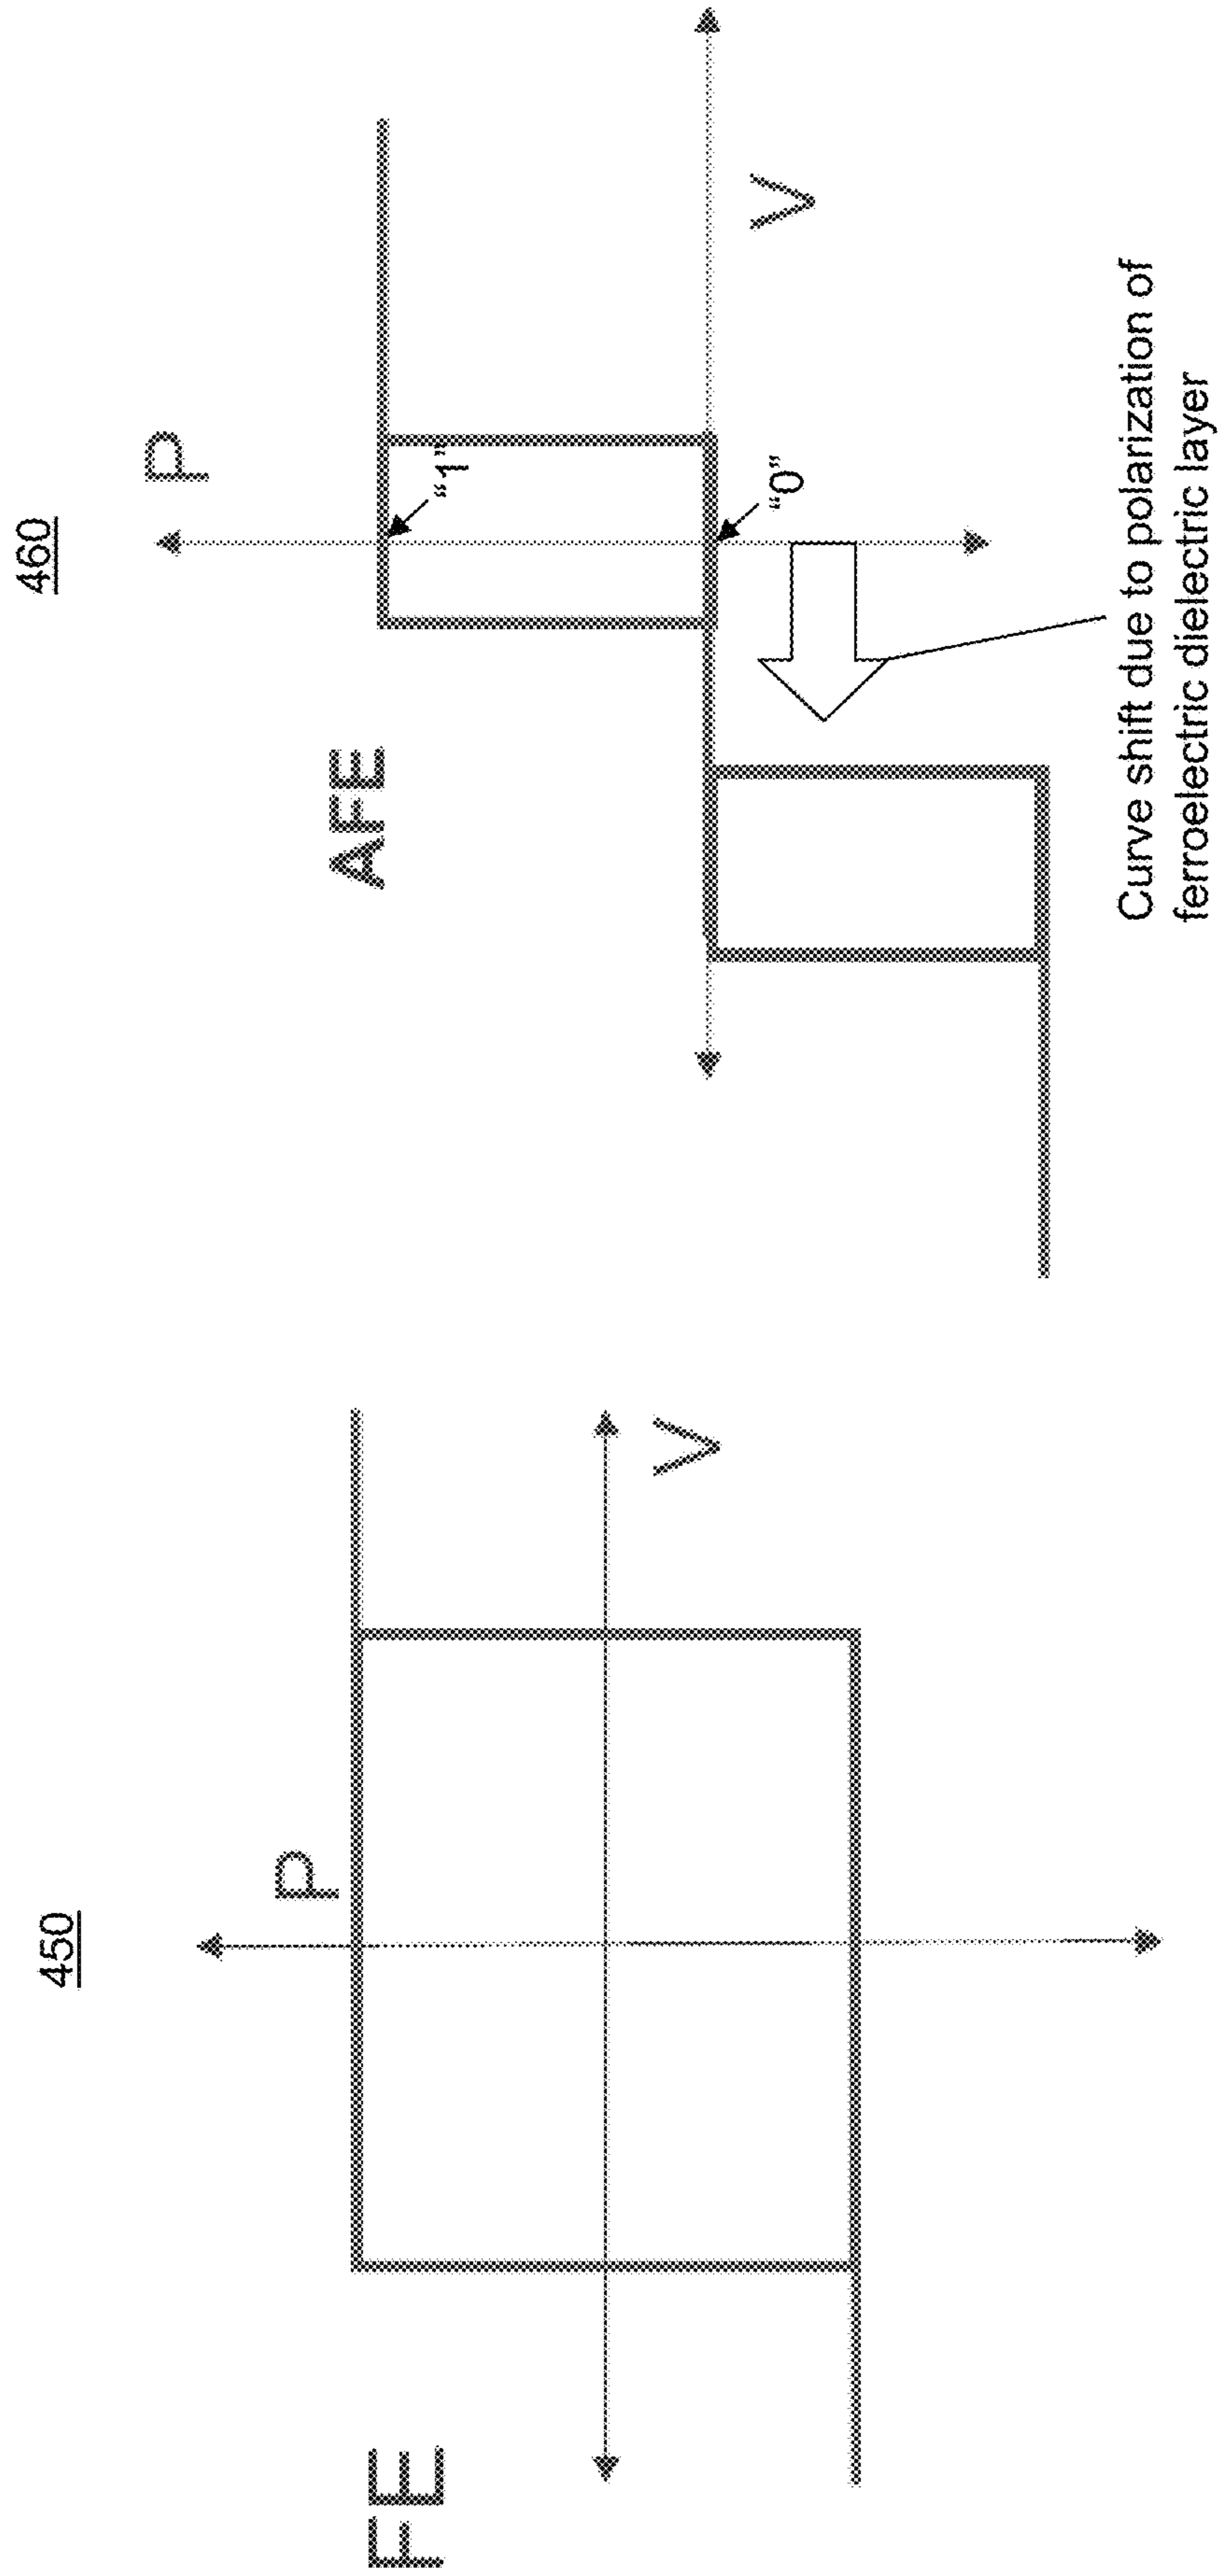 450
FE
P
V
460
AFE
P
“1”
“0”
V
Curve shift due to polarization of
ferroelectric dielectric layer